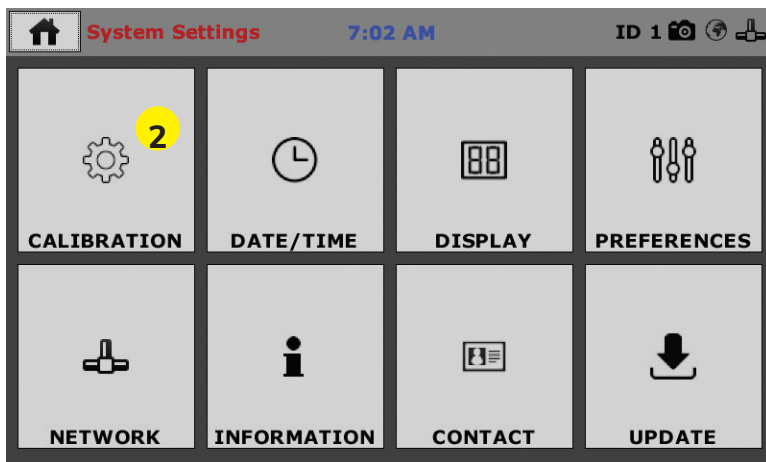 System Settings 7:02 AM ID 1
2
CALIBRATION DATE/TIME DISPLAY PREFERENCES
NETWORK INFORMATION CONTACT UPDATE